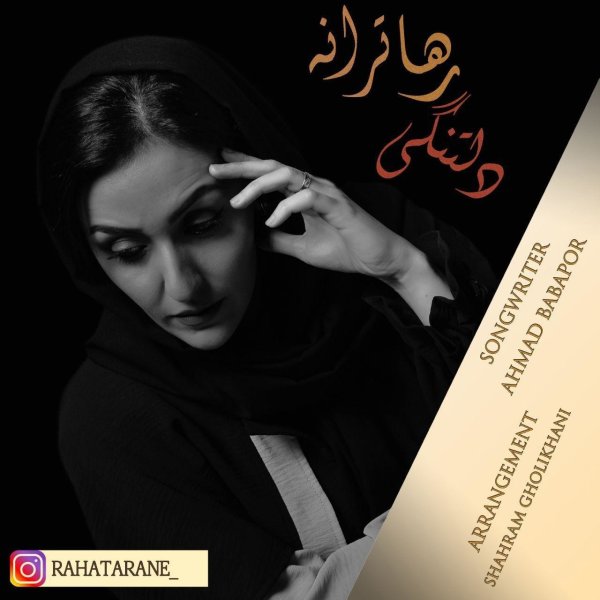 رها ترانه
دلتنگی
SONGWRITER
AHMAD BABAPOR
ARRANGEMENT
SHAHRAM GHOLIKHANI
RAHATARANE_